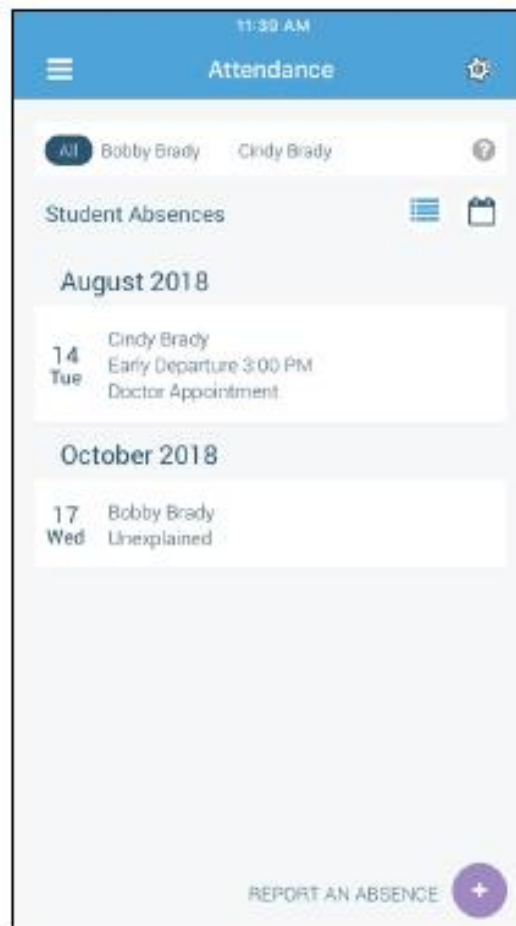 11:39 AM
Attendance
All Bobby Brady Cindy Brady ?
Student Absences
August 2018
14
Tue
Cindy Brady
Early Departure 3:00 PM
Doctor Appointment
October 2018
17
Wed
Bobby Brady
Unexplained
REPORT AN ABSENCE +